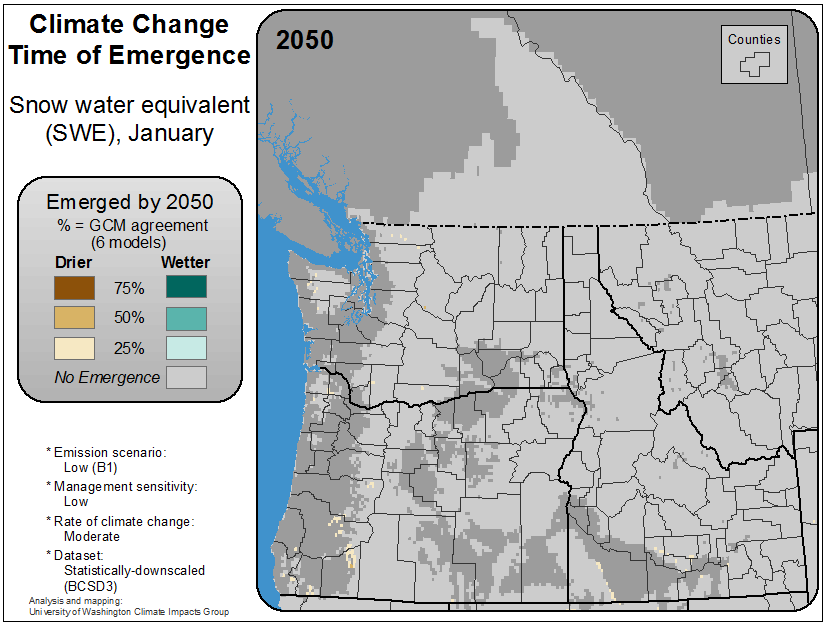 Climate Change
Time of Emergence
Snow water equivalent
(SWE), January
Emerged by 2050
% = GCM agreement
(6 models)
Drier Wetter
75%
50%
25%
No Emergence
* Emission scenario:
Low (B1)
* Management sensitivity:
Low
* Rate of climate change:
Moderate
* Dataset:
Statistically-downscaled
(BCSD3)
Analysis and mapping:
University of Washington Climate Impacts Group
2050
Counties